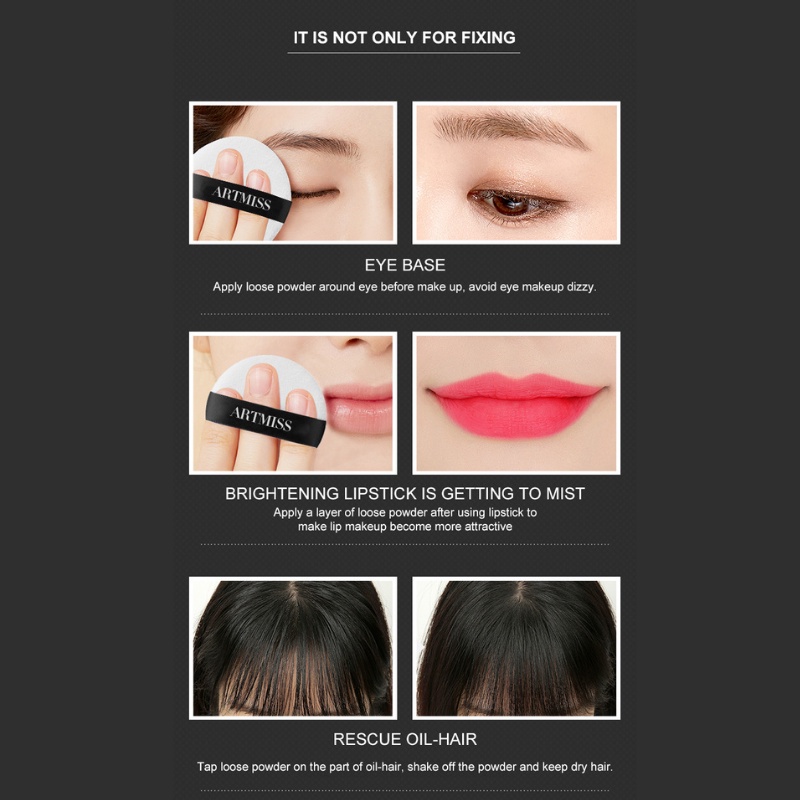 IT IS NOT ONLY FOR FIXING
ARTMISS
EYE BASE
Apply loose powder around eye before make up, avoid eye makeup dizzy.
ARTMISS
BRIGHTENING LIPSTICK IS GETTING TO MIST
Apply a layer of loose powder after using lipstick to
make lip makeup become more attractive
RESCUE OIL-HAIR
Tap loose powder on the part of oil-hair, shake off the powder and keep dry hair.